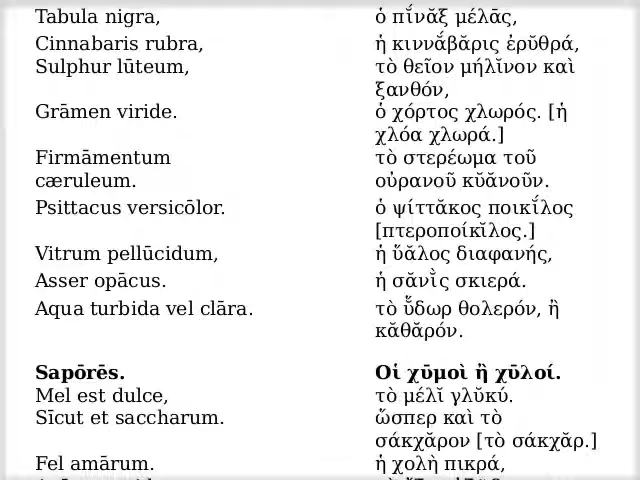 Tabula nigra,
ὁ πῐ́νᾰξ μέλᾱς,
Cinnabaris rubra,
ἡ κιννᾰ́βᾰρις ἐρῠθρά,
Sulphur lūteum,
τὸ θεῖον μήλῐνον καὶ
ξανθόν,
Grāmen viride.
ὁ χόρτος χλωρός. [ἡ
χλόα χλωρά.]
Firmāmentum
cæruleum.
τὸ στερέωμα τοῦ
οὐρανοῦ κῠᾰνοῦν.
Psittacus versicōlor.
ὁ ψίττᾰκος ποικῐ́λος
[πτεροποίκῐλος.]
Vitrum pellūcidum,
ἡ ὕᾰλος διαφανής,
Asser opācus.
ἡ σᾰνῐ̀ς σκιερά.
Aqua turbida vel clāra.
τὸ ῠ̔́δωρ θολερόν, ἢ
κᾰθᾰρόν.
Sapōrēs.
Οἱ χῡμοὶ ἢ χῡλοί.
Mel est dulce,
τὸ μέλῐ γλῠκύ.
Sīcut et saccharum.
ὥσπερ καὶ τὸ
σάκχᾰρον [τὸ σάκχᾰρ.]
Fel amārum.
ἡ χολὴ πικρά,